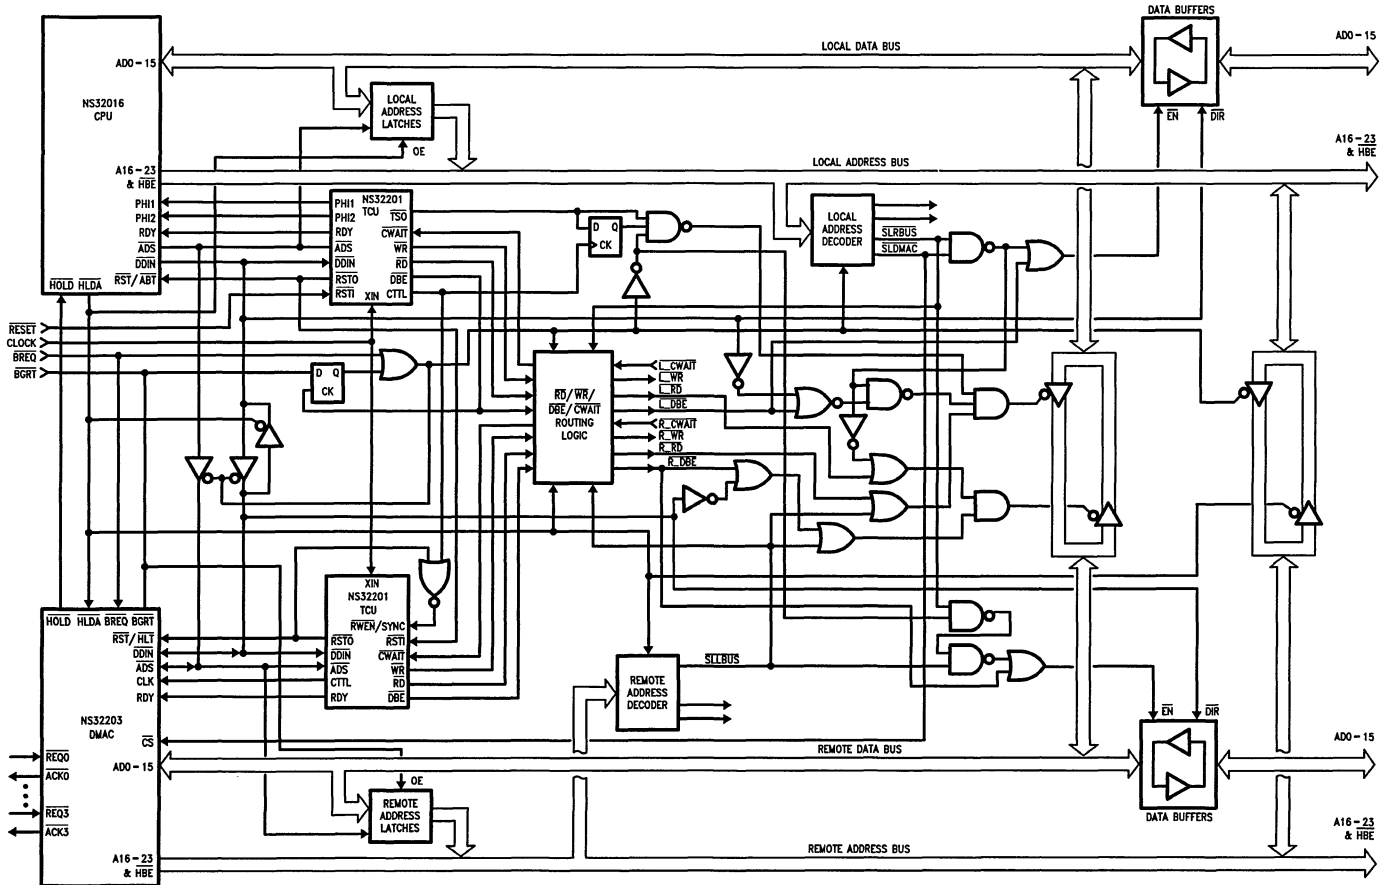 DATA BUFFERS
AD0-15
LOCAL DATA BUS
AD0-15
NS32016
CPU
LOCAL
ADDRESS
LATCHES
EN
DIR
OE
A16-23
& HBE
LOCAL ADDRESS BUS
A16-23
& HBE
PHI1
PHI2
RDY
ADS
DDIN
RST/ABT
HOLD
HLDA
NS32201
TCU
PHI1
PHI2
RDY
ADS
DDIN
RSTO
RSTI
XIN
TSO
CWAIT
WR
RD
DBE
CTTL
D
Q
CK
LOCAL
ADDRESS
DECODER
SLRBUS
SLDMAC
RESET
CLOCK
BREQ
BGRT
D
Q
CK
RD/WR/
DBE/CWAIT
ROUTING
LOGIC
L_CWAIT
L_WR
L_RD
L_DBE
R_CWAIT
R_WR
R_RD
R_DBE
HOLD
HLDA
BREQ
BGRT
RST/HLT
DDIN
ADS
CLK
RDY
XIN
NS32201
TCU
RWEN/SYNC
RSTO
RSTI
DDIN
CWAIT
ADS
WR
CTTL
RD
RDY
DBE
REMOTE
ADDRESS
DECODER
SLLBUS
NS32203
DMAC
CS
REQ0
ACK0
REQ3
ACK3
AD0-15
REMOTE DATA BUS
EN
DIR
AD0-15
OE
REMOTE
ADDRESS
LATCHES
DATA BUFFERS
A16-23
& HBE
REMOTE ADDRESS BUS
A16-23
& HBE